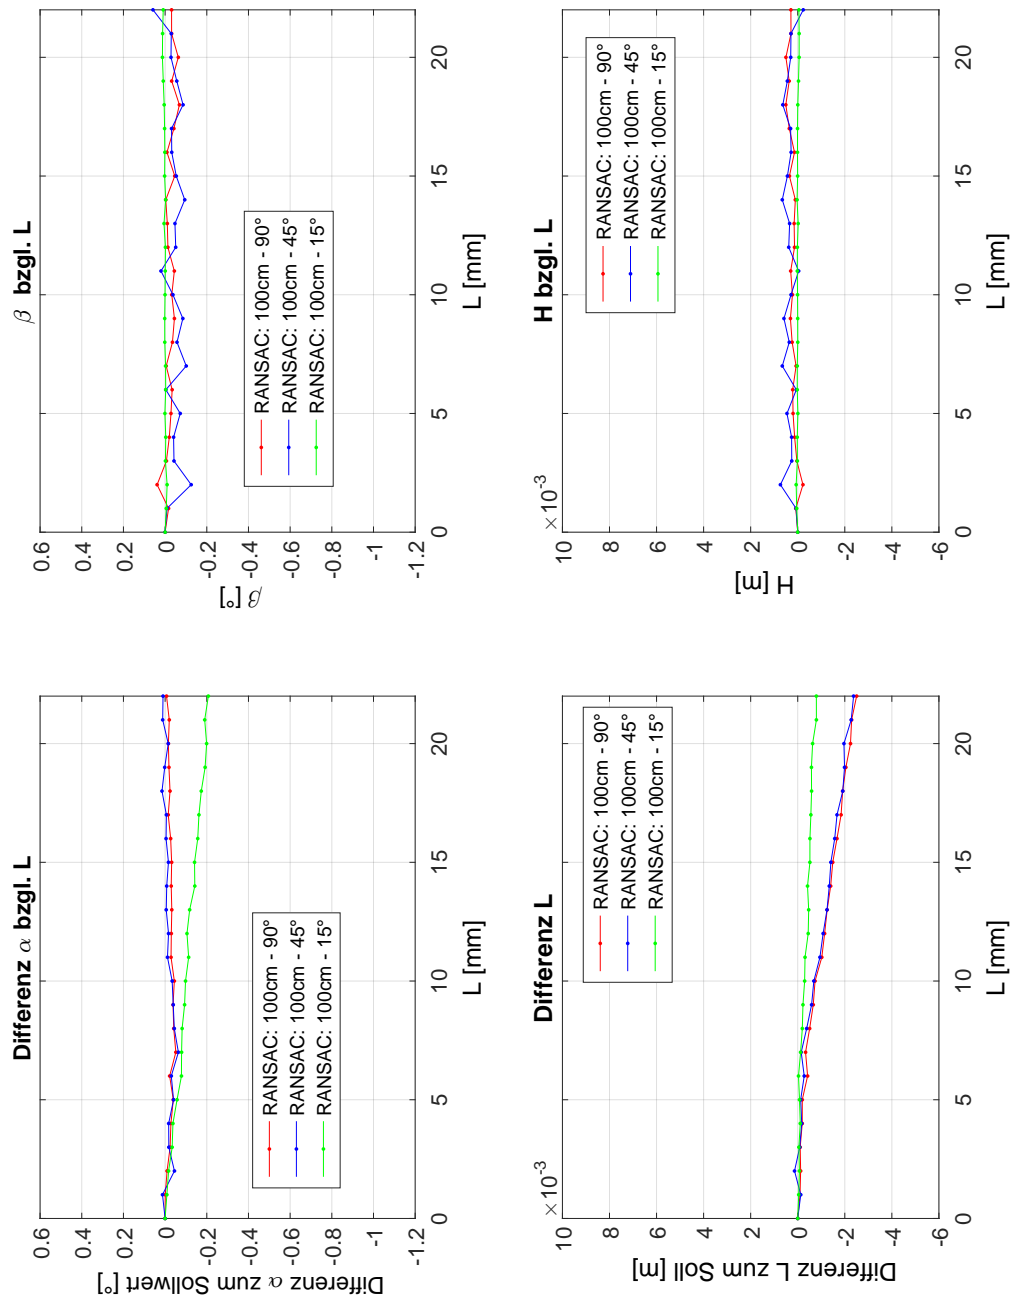 Differenz α bzgl. L
Differenz α zum Sollwert [°]
0.6
0.4
0.2
0
-0.2
-0.4
-0.6
-0.8
-1
-1.2
0
5
10
15
20
L [mm]
RANSAC: 100cm - 90°
RANSAC: 100cm - 45°
RANSAC: 100cm - 15°
β bzgl. L
β [°]
0.6
0.4
0.2
0
-0.2
-0.4
-0.6
-0.8
-1
-1.2
0
5
10
15
20
L [mm]
RANSAC: 100cm - 90°
RANSAC: 100cm - 45°
RANSAC: 100cm - 15°
Differenz L
×10⁻³
Differenz L zum Soll [m]
10
8
6
4
2
0
-2
-4
-6
0
5
10
15
20
L [mm]
RANSAC: 100cm - 90°
RANSAC: 100cm - 45°
RANSAC: 100cm - 15°
H bzgl. L
×10⁻³
H [m]
10
8
6
4
2
0
-2
-4
-6
0
5
10
15
20
L [mm]
RANSAC: 100cm - 90°
RANSAC: 100cm - 45°
RANSAC: 100cm - 15°